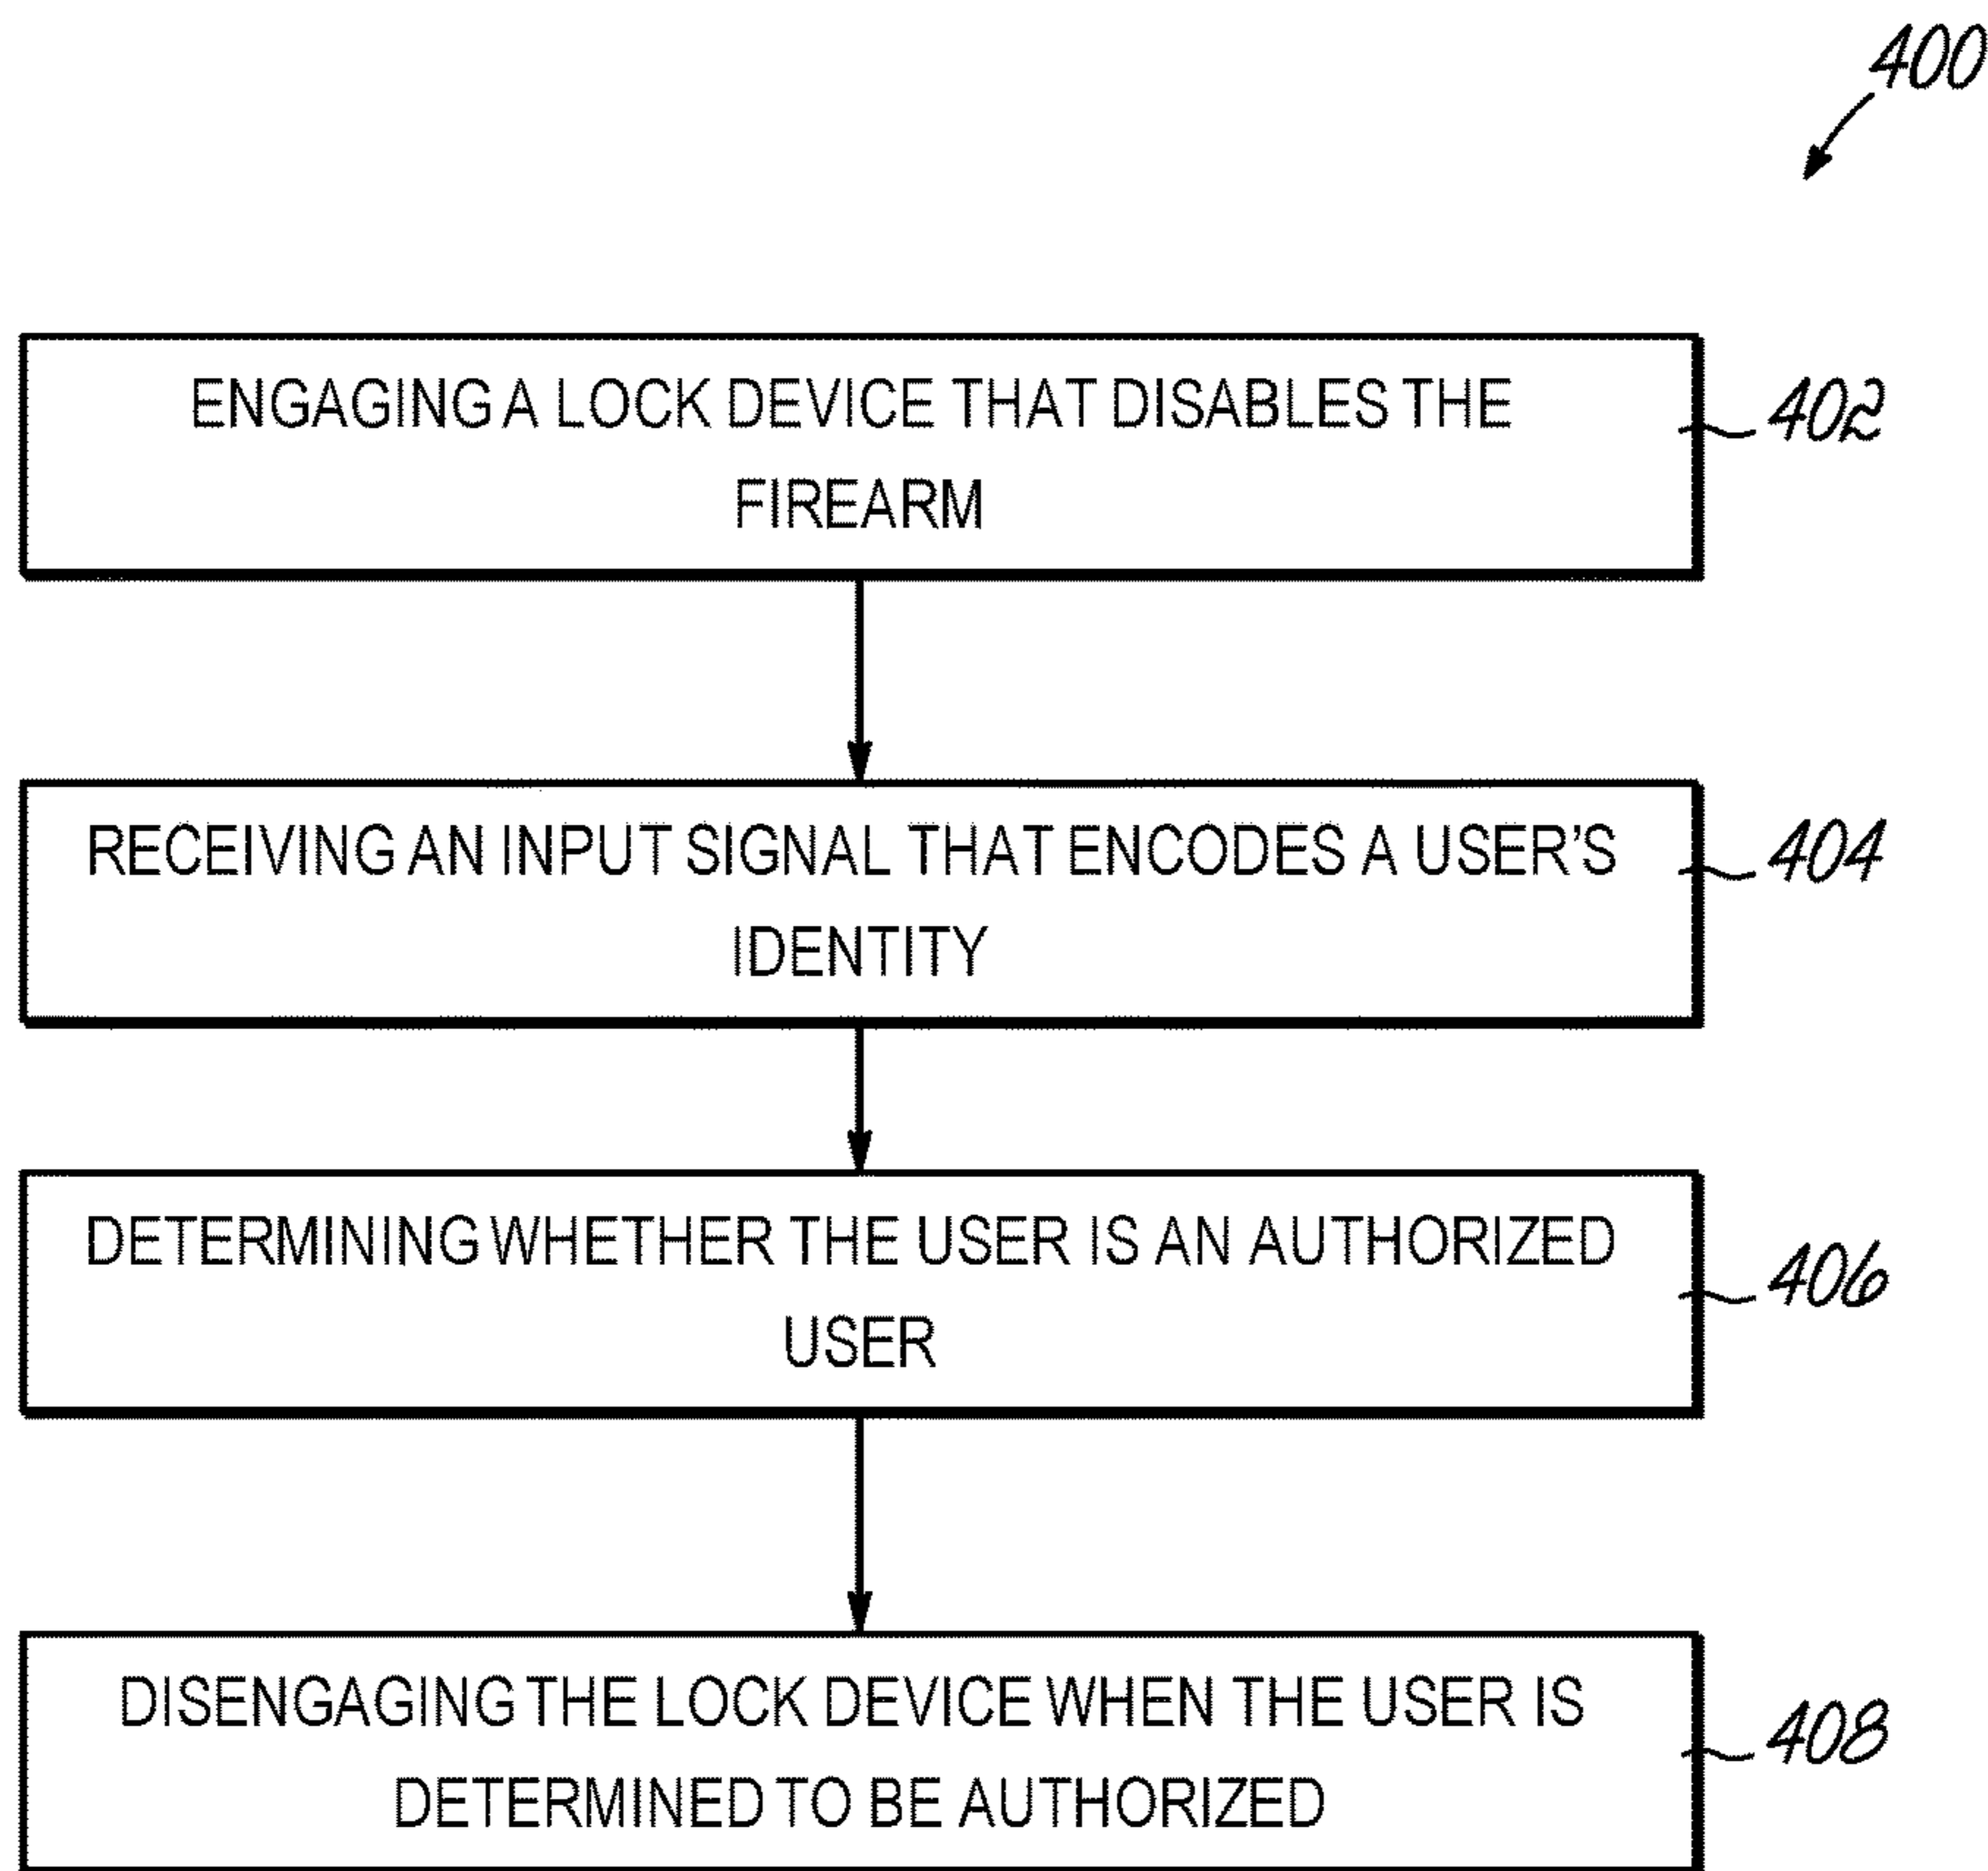 400
ENGAGING A LOCK DEVICE THAT DISABLES THE
FIREARM
402
RECEIVING AN INPUT SIGNAL THAT ENCODES A USER'S
IDENTITY
404
DETERMINING WHETHER THE USER IS AN AUTHORIZED
USER
406
DISENGAGING THE LOCK DEVICE WHEN THE USER IS
DETERMINED TO BE AUTHORIZED
408